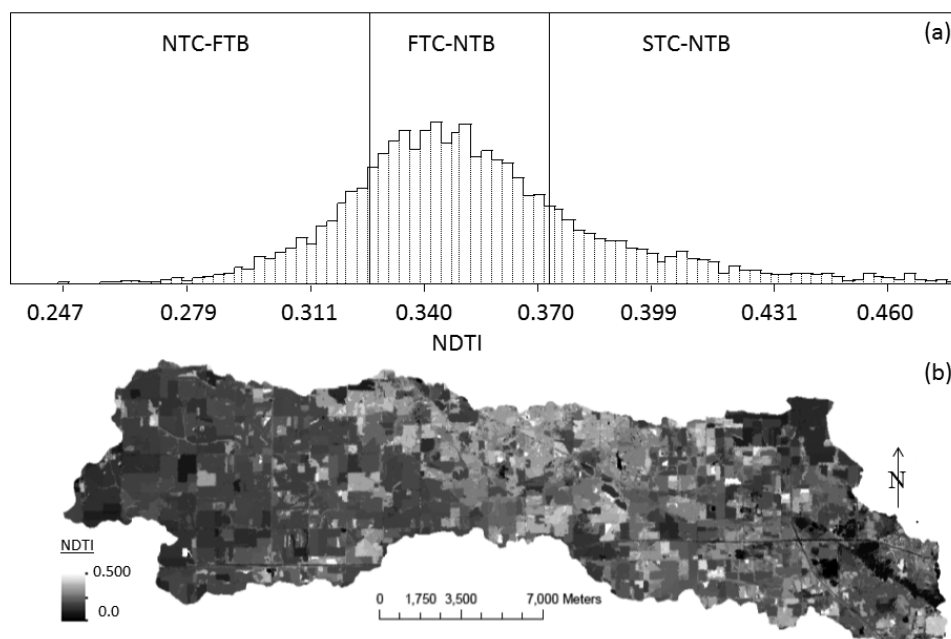 (a)
NTC-FTB FTC-NTB STC-NTB
0.247 0.279 0.311 0.340 0.370 0.399 0.431 0.460
NDTI
(b)
N
NDTI
0.500
0.0
0 1,750 3,500 7,000 Meters